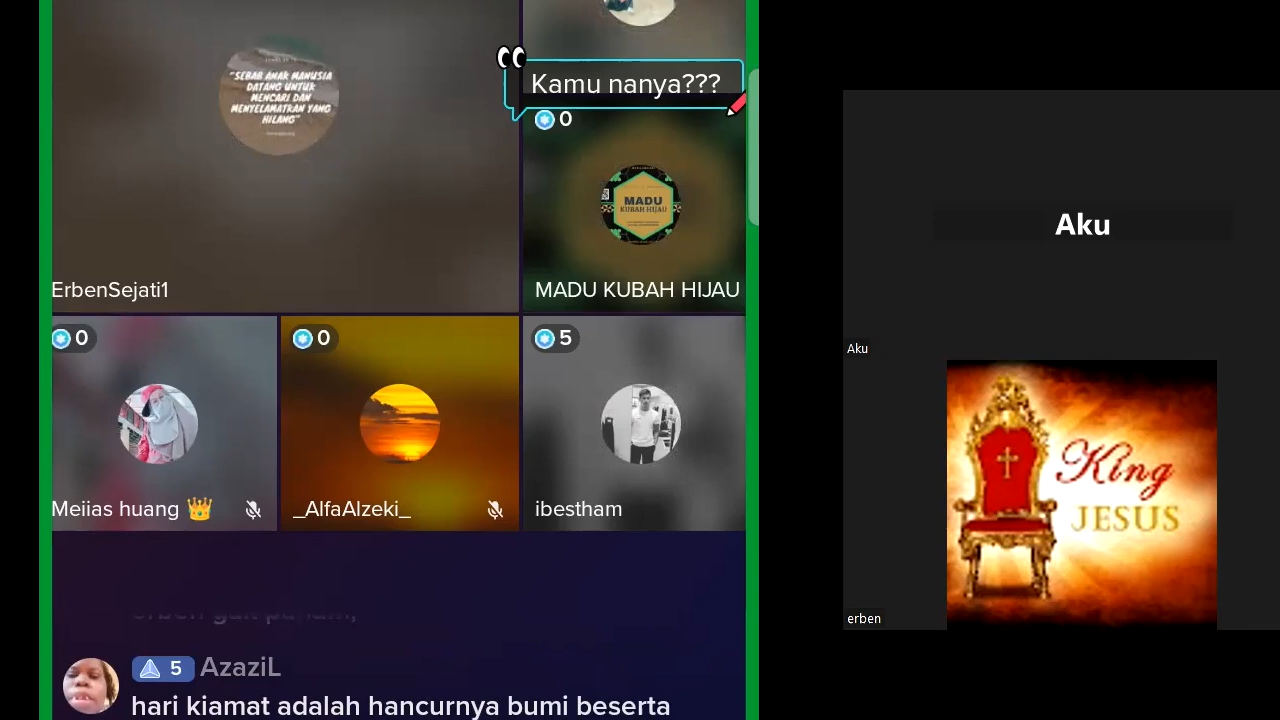 "SEBAB ANAK MANUSIA
DATANG UNTUK
MENCARI DAN
MENYELAMATKAN YANG
HILANG"
Kamu nanya???
0
MADU
KUBAH HIJAU
ErbenSejati1
MADU KUBAH HIJAU
0
0
5
Meiias huang 👑
_AlfaAlzeki_
ibestham
5 AzaziL
hari kiamat adalah hancurnya bumi beserta
Aku
Aku
King
JESUS
erben